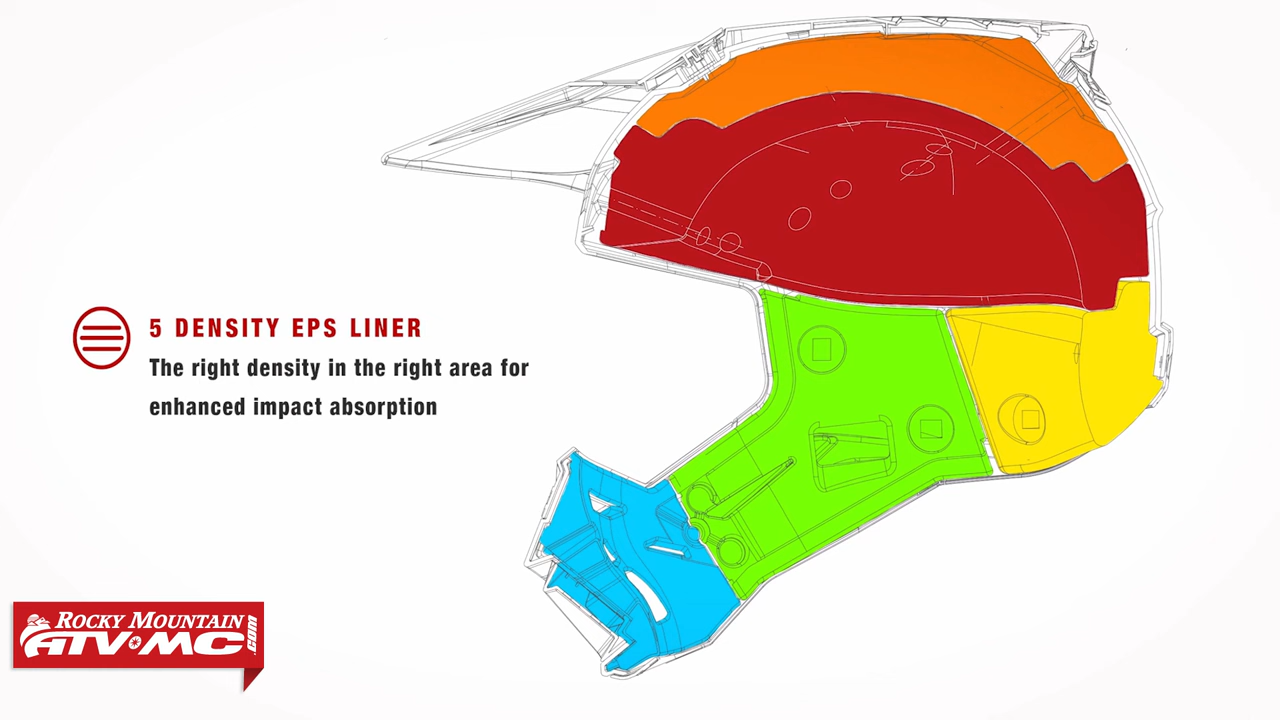 5 DENSITY EPS LINER
The right density in the right area for
enhanced impact absorption
ROCKY MOUNTAIN
ATV MC .com